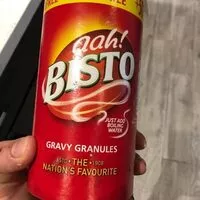 aah!
BISTO
JUST ADD
BOILING
WATER
GRAVY GRANULES
THE
NATION'S FAVOURITE